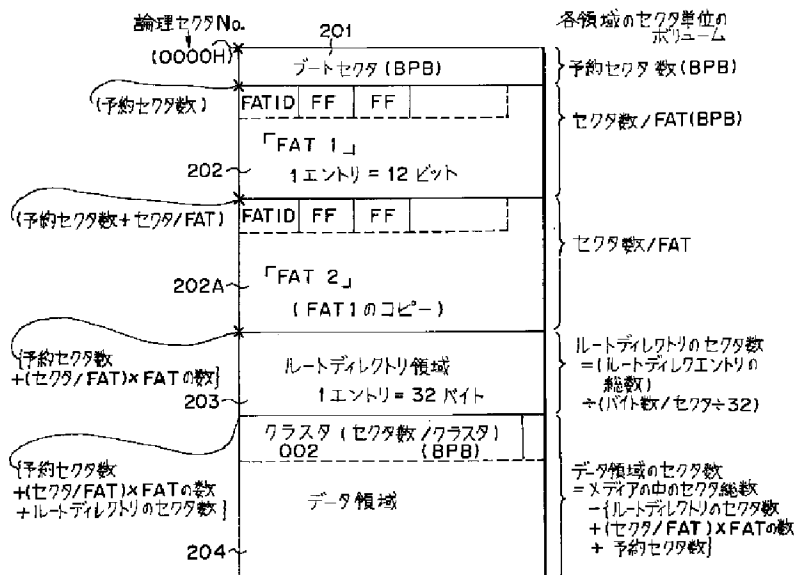 論理セクタNo.
(0000H)
201
各領域のセクタ単位の
ボリューム
ブートセクタ (BPB)
予約セクタ数 (BPB)
(予約セクタ数)
FATID FF FF
セクタ数/FAT(BPB)
「FAT 1」
202
1エントリ = 12 ビット
(予約セクタ数+セクタ/FAT)
FATID FF FF
セクタ数/FAT
202A
「FAT 2」
(FAT1のコピー)
{予約セクタ数
+(セクタ/FAT)×FATの数}
203
ルートディレクトリ領域
1エントリ = 32 バイト
ルートディレクトリのセクタ数
=(ルートディレクエントリの
総数)
÷(バイト数/セクタ÷32)
クラスタ (セクタ数/クラスタ)
002 (BPB)
{予約セクタ数
+(セクタ/FAT)×FATの数
+ルートディレクトリのセクタ数}
データ領域
204
データ領域のセクタ数
=メディアの中のセクタ総数
-{ルートディレクトリのセクタ数
+(セクタ/FAT)×FATの数
+ 予約セクタ数}